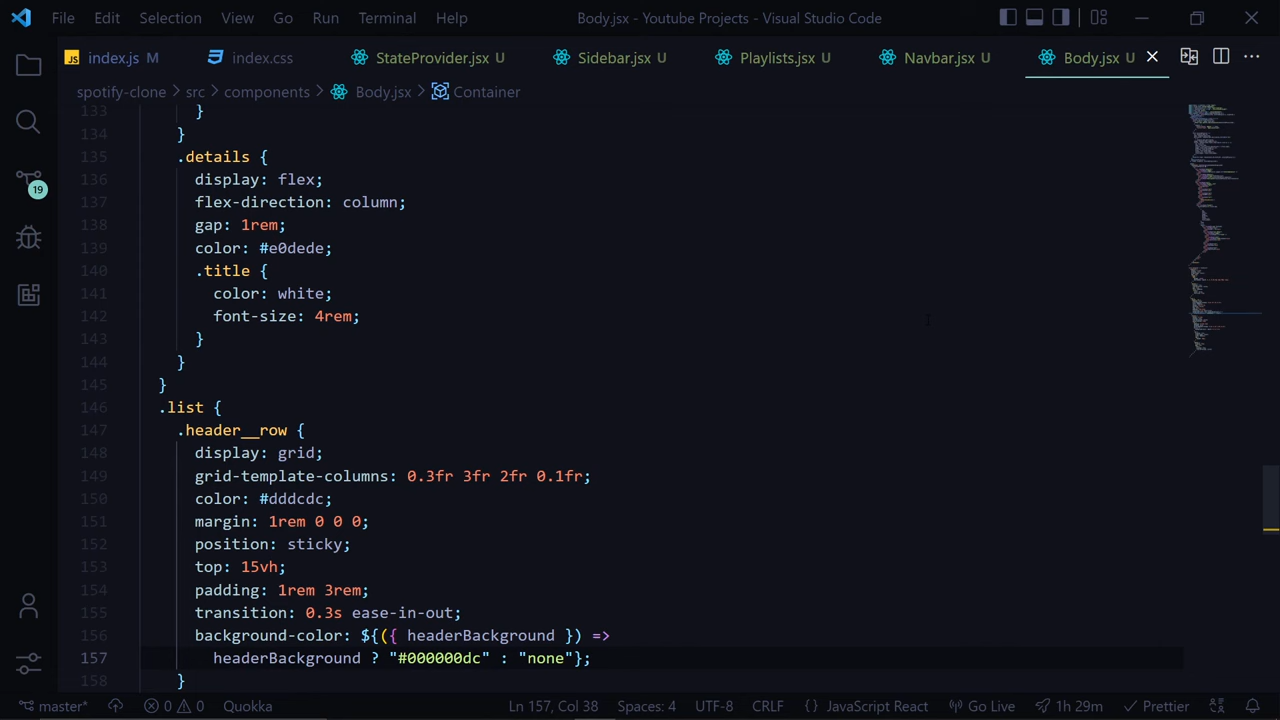 File Edit Selection View Go Run Terminal Help Body.jsx - Youtube Projects - Visual Studio Code
JS index.js M index.css StateProvider.jsx U Sidebar.jsx U Playlists.jsx U Navbar.jsx U Body.jsx U
spotify-clone > src > components > Body.jsx > Container
133 }
134 }
135 .details {
136 display: flex;
137 flex-direction: column;
138 gap: 1rem;
139 color: #e0dede;
140 .title {
141 color: white;
142 font-size: 4rem;
143 }
144 }
145 }
146 .list {
147 .header__row {
148 display: grid;
149 grid-template-columns: 0.3fr 3fr 2fr 0.1fr;
150 color: #dddcdc;
151 margin: 1rem 0 0 0;
152 position: sticky;
153 top: 15vh;
154 padding: 1rem 3rem;
155 transition: 0.3s ease-in-out;
156 background-color: ${({ headerBackground }) =>
157 headerBackground ? "#000000dc" : "none"};
158 }
19
master* 0 0 Quokka Ln 157, Col 38 Spaces: 4 UTF-8 CRLF {} JavaScript React Go Live 1h 29m Prettier